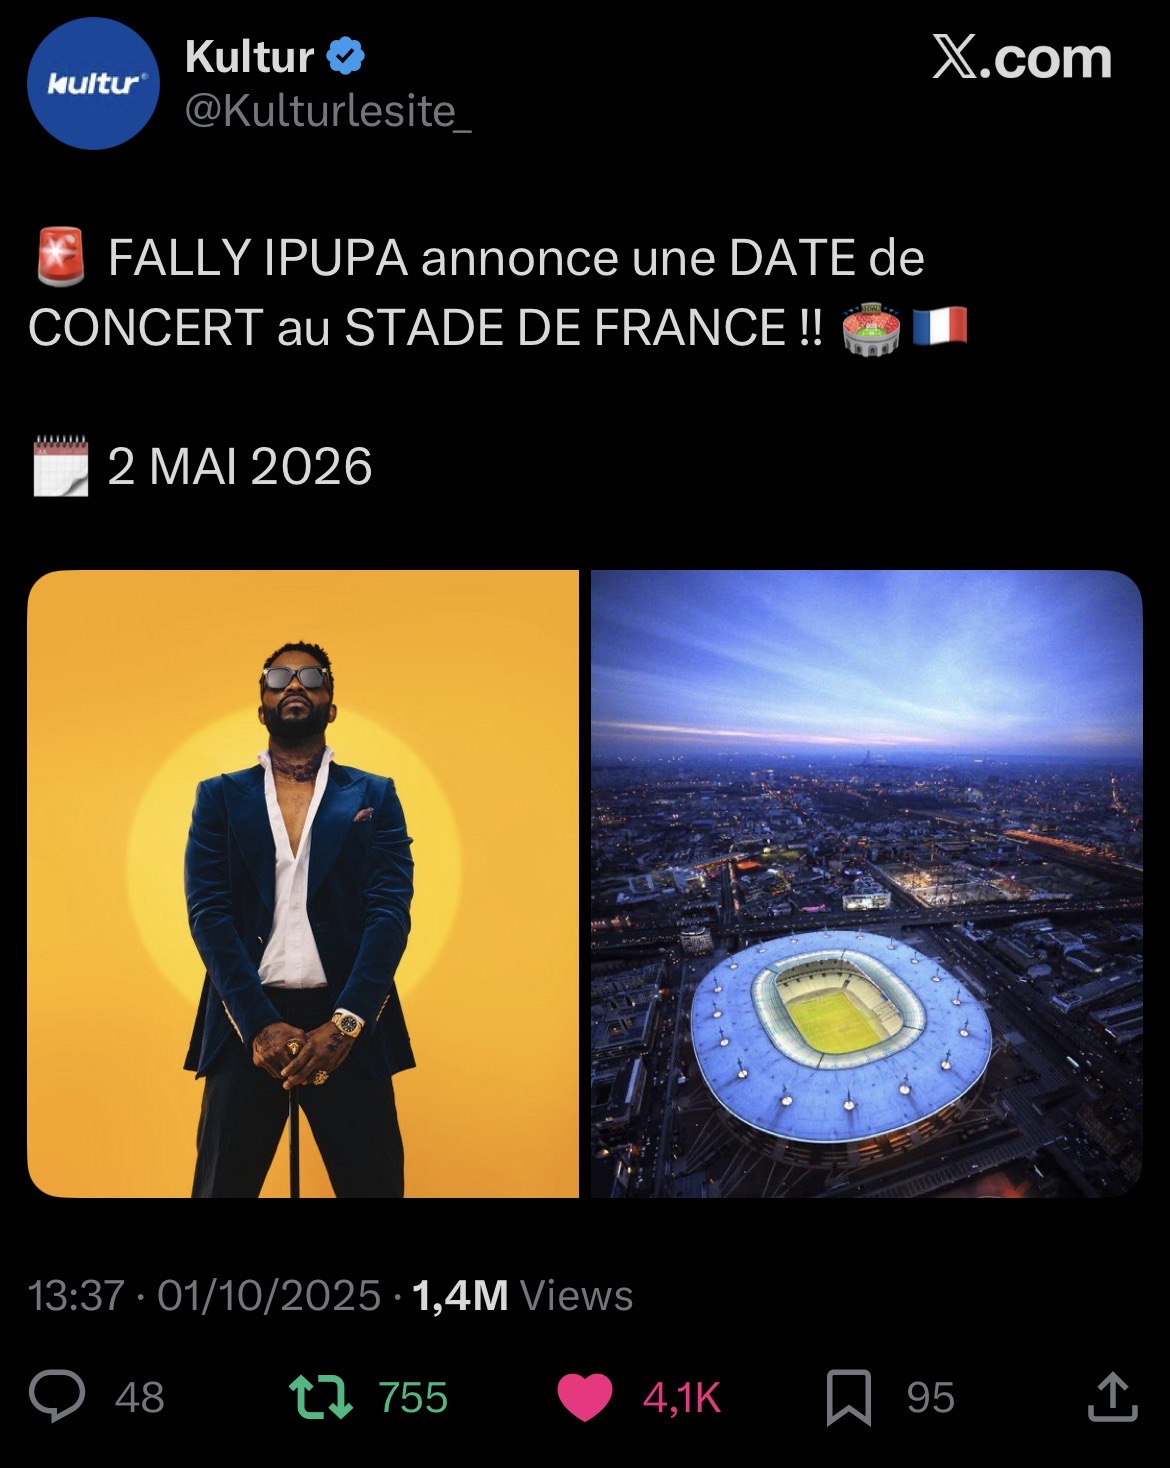 kultur
Kultur
@Kulturlesite_
X.com
🚨 FALLY IPUPA annonce une DATE de
CONCERT au STADE DE FRANCE !! 🏟️🇫🇷
🗓️ 2 MAI 2026
13:37 · 01/10/2025 · 1,4M Views
48 755 4,1K 95